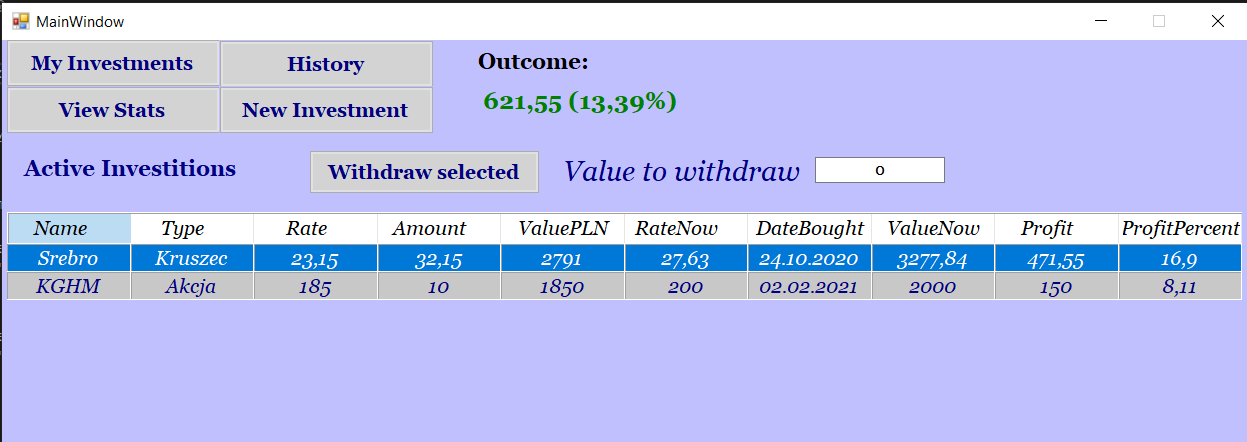 MainWindow
My Investments History
View Stats New Investment
Outcome:
621,55 (13,39%)
Active Investitions Withdraw selected Value to withdraw 0
Name Type Rate Amount ValuePLN RateNow DateBought ValueNow Profit ProfitPercent
Srebro Kruszec 23,15 32,15 2791 27,63 24.10.2020 3277,84 471,55 16,9
KGHM Akcja 185 10 1850 200 02.02.2021 2000 150 8,11